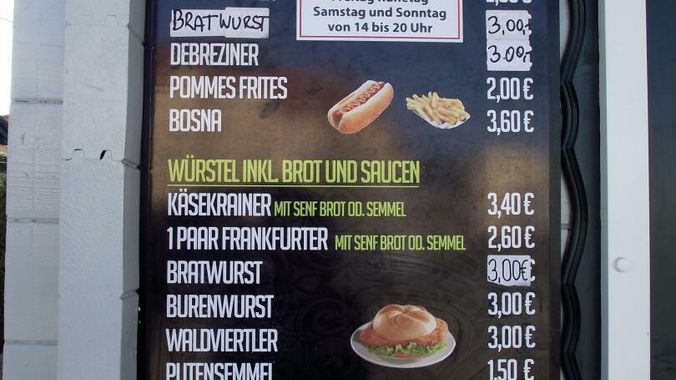 Samstag und Sonntag
von 14 bis 20 Uhr
BRATWURST 3,00,-
DEBREZINER 3.00,-
POMMES FRITES 2,00 €
BOSNA 3,60 €
WÜRSTEL INKL. BROT UND SAUCEN
KÄSEKRAINER MIT SENF BROT OD. SEMMEL 3,40 €
1 PAAR FRANKFURTER MIT SENF BROT OD. SEMMEL 2,60 €
BRATWURST 3,00€
BURENWURST 3,00 €
WALDVIERTLER 3,00 €
PUTENSEMMEL 1,50 €